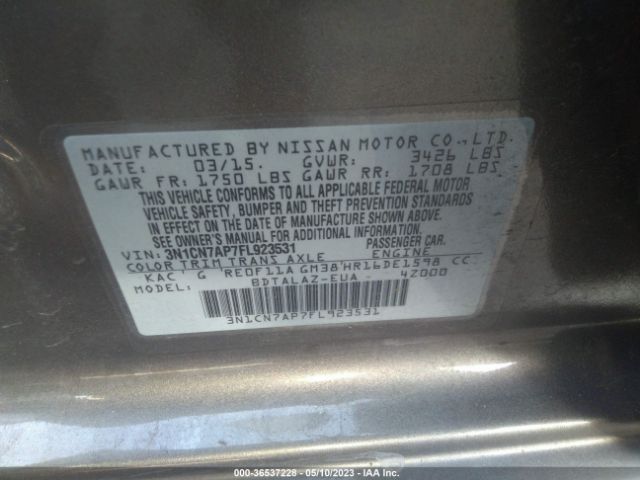 MANUFACTURED BY NISSAN MOTOR CO., LTD.
DATE: 03/15. GVWR: 3426 LBS
GAWR FR: 1750 LBS GAWR RR: 1708 LBS
THIS VEHICLE CONFORMS TO ALL APPLICABLE FEDERAL MOTOR
VEHICLE SAFETY, BUMPER AND THEFT PREVENTION STANDARDS
IN EFFECT ON THE DATE OF MANUFACTURE SHOWN ABOVE.
SEE OWNER'S MANUAL FOR ADDITIONAL INFORMATION.
VIN: 3N1CN7AP7FL923531 PASSENGER CAR.
COLOR TRIM TRANS AXLE ENGINE
KAC G RE0F11A GM38 HR16DE1598 CC
MODEL: BDTALAZ-EUA 4Z000
3N1CN7AP7FL923531
000-36537228 - 05/10/2023 - IAA Inc.